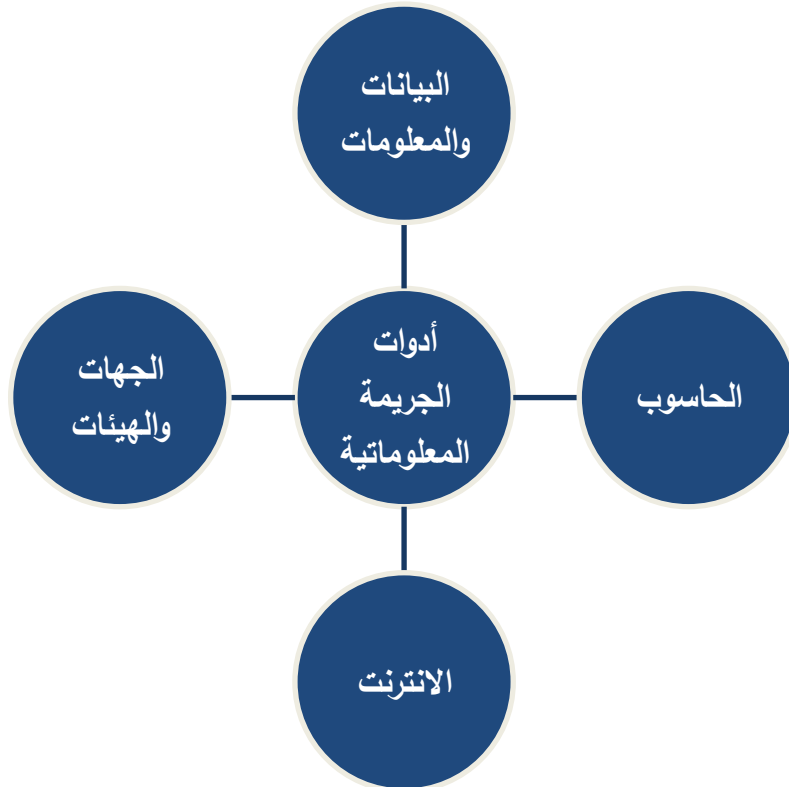 البيانات
والمعلومات
أدوات
الجريمة
المعلوماتية
الحاسوب
الجهات
والهيئات
الانترنت